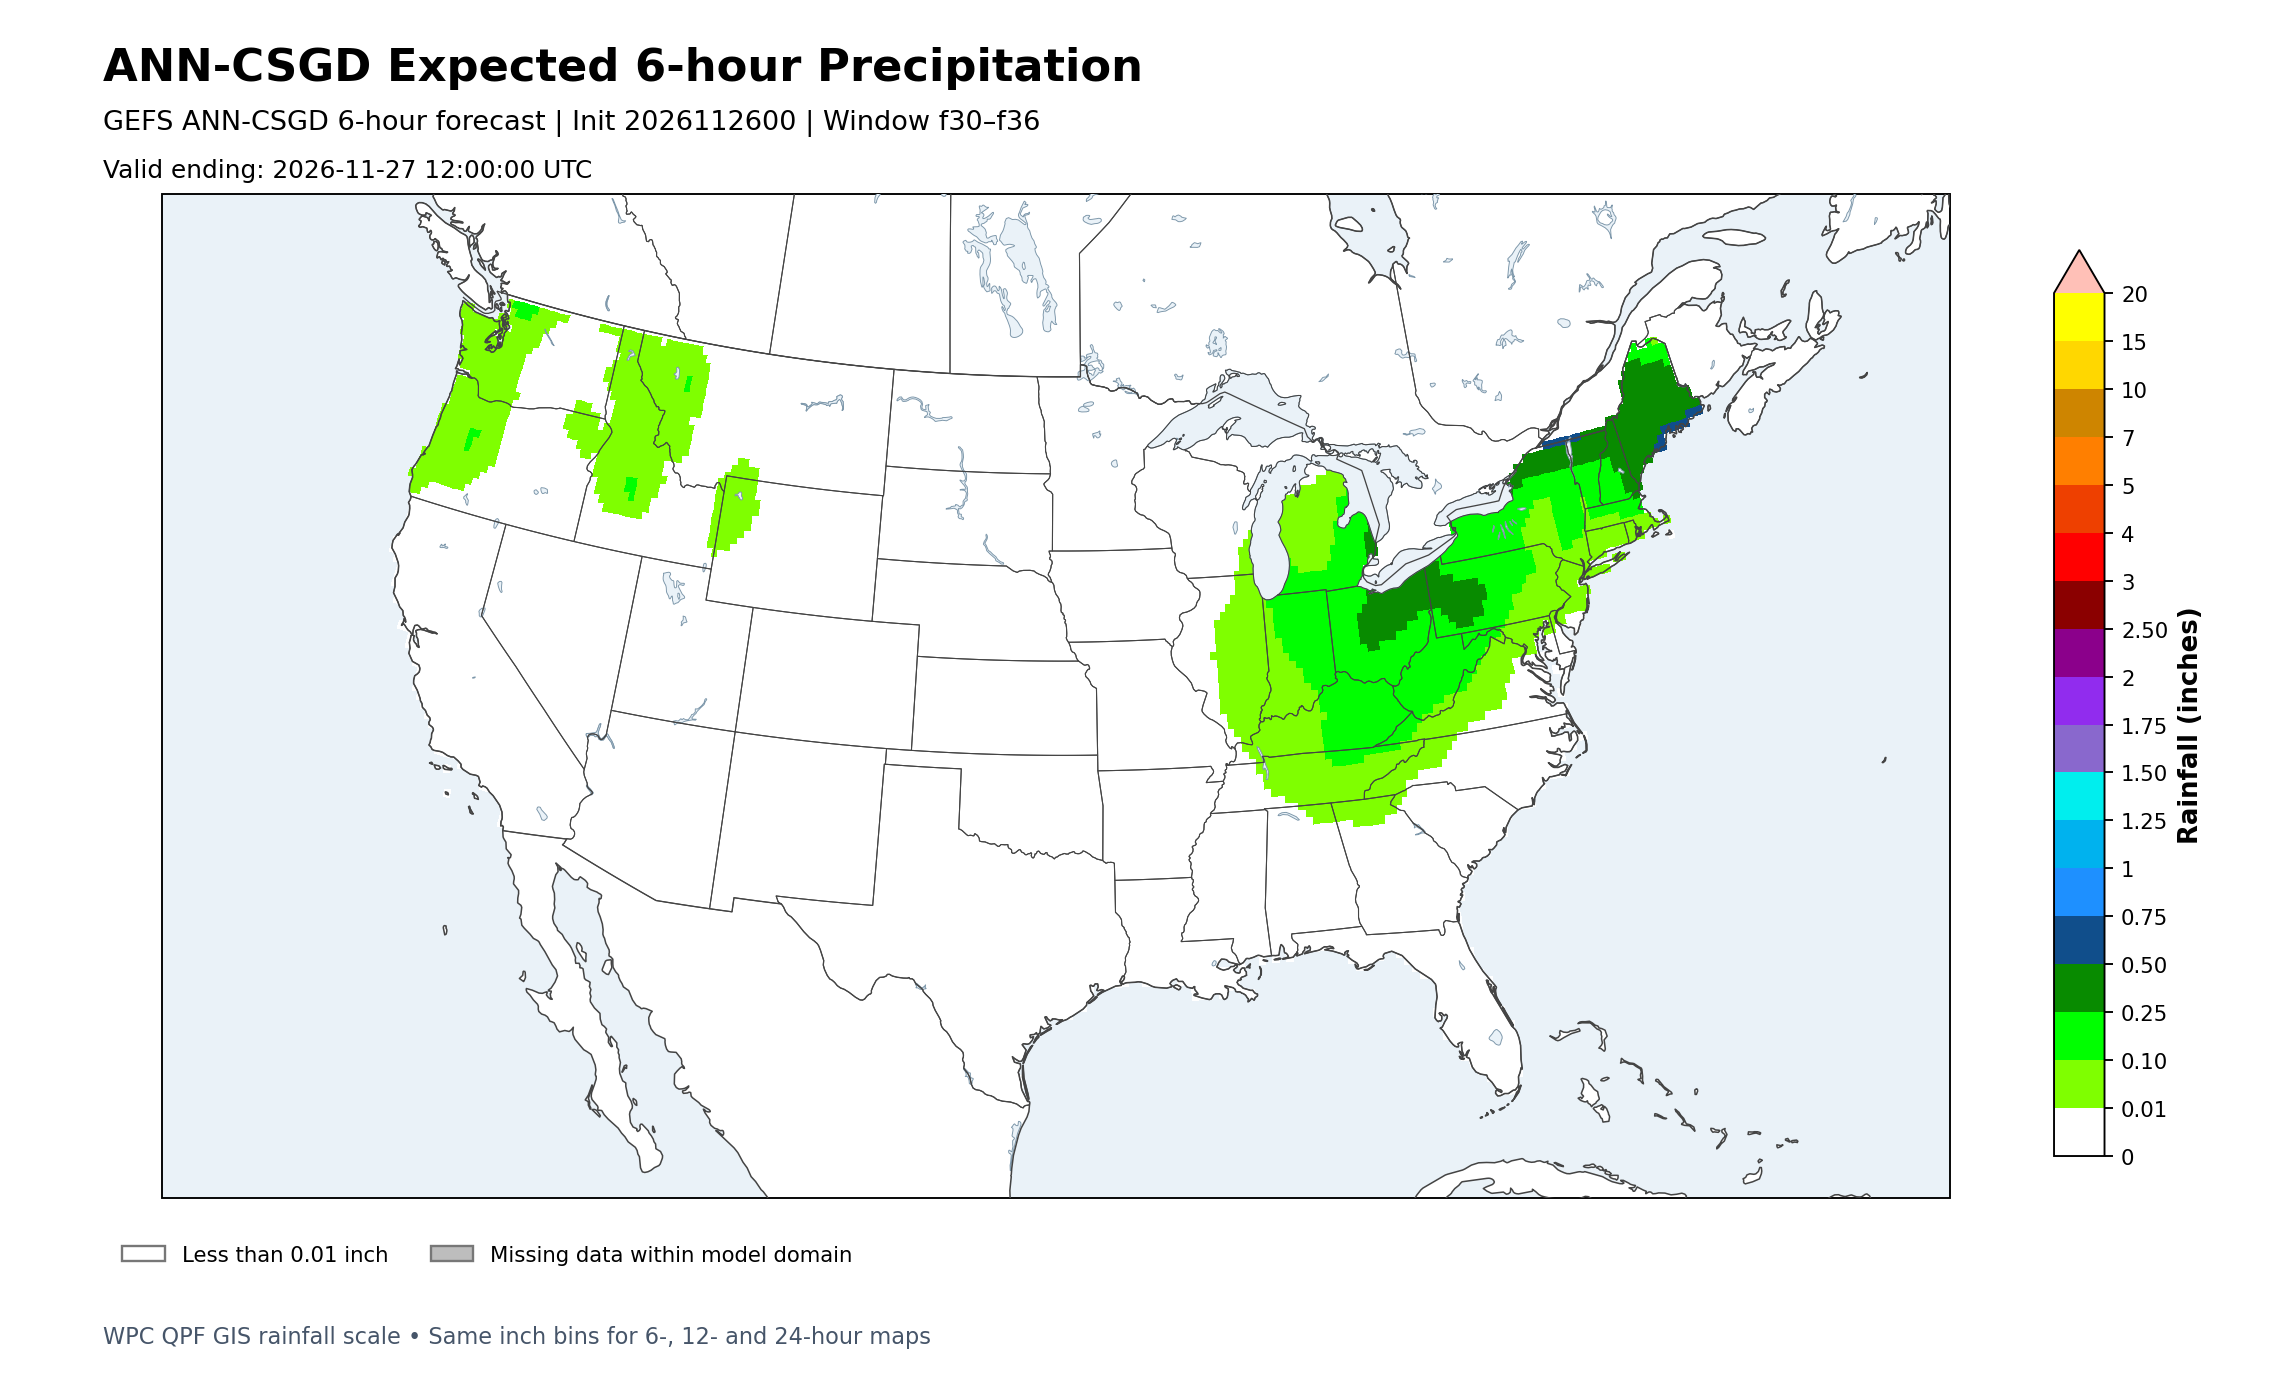 ANN-CSGD Expected 6-hour Precipitation
GEFS ANN-CSGD 6-hour forecast | Init 2026112600 | Window f30–f36
Valid ending: 2026-11-27 12:00:00 UTC
20
15
10
7
5
4
3
2.50
2
1.75
1.50
1.25
1
0.75
0.50
0.25
0.10
0.01
0
Rainfall (inches)
Less than 0.01 inch
Missing data within model domain
WPC QPF GIS rainfall scale • Same inch bins for 6-, 12- and 24-hour maps